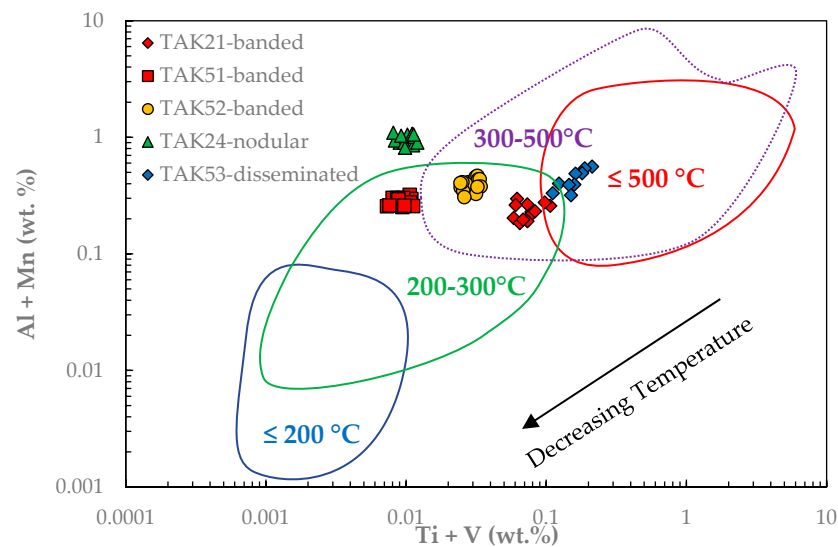 10
TAK21-banded
TAK51-banded
TAK52-banded
1
TAK24-nodular
300-500°C
TAK53-disseminated
≤ 500 °C
Al + Mn (wt. %)
0.1
200-300°C
0.01
Decreasing Temperature
≤ 200 °C
0.001
0.0001 0.001 0.01 0.1 1 10
Ti + V (wt.%)